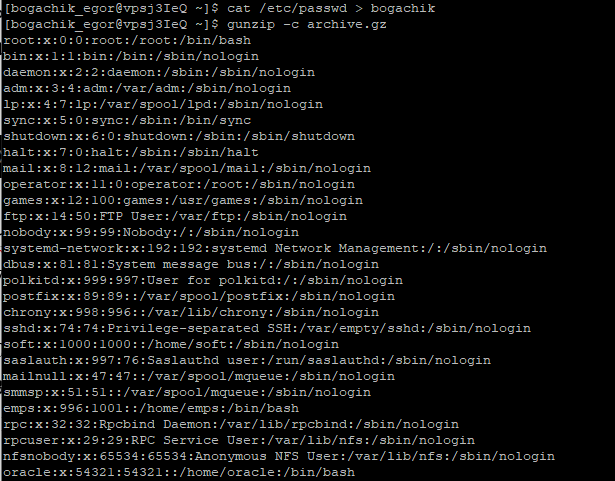 [bogachik_egor@vpsj3IeQ ~]$ cat /etc/passwd > bogachik
[bogachik_egor@vpsj3IeQ ~]$ gunzip -c archive.gz
root:x:0:0:root:/root:/bin/bash
bin:x:1:1:bin:/bin:/sbin/nologin
daemon:x:2:2:daemon:/sbin:/sbin/nologin
adm:x:3:4:adm:/var/adm:/sbin/nologin
lp:x:4:7:lp:/var/spool/lpd:/sbin/nologin
sync:x:5:0:sync:/sbin:/bin/sync
shutdown:x:6:0:shutdown:/sbin:/sbin/shutdown
halt:x:7:0:halt:/sbin:/sbin/halt
mail:x:8:12:mail:/var/spool/mail:/sbin/nologin
operator:x:11:0:operator:/root:/sbin/nologin
games:x:12:100:games:/usr/games:/sbin/nologin
ftp:x:14:50:FTP User:/var/ftp:/sbin/nologin
nobody:x:99:99:Nobody:/:/sbin/nologin
systemd-network:x:192:192:systemd Network Management:/:/sbin/nologin
dbus:x:81:81:System message bus:/:/sbin/nologin
polkitd:x:999:997:User for polkitd:/:/sbin/nologin
postfix:x:89:89::/var/spool/postfix:/sbin/nologin
chrony:x:998:996::/var/lib/chrony:/sbin/nologin
sshd:x:74:74:Privilege-separated SSH:/var/empty/sshd:/sbin/nologin
soft:x:1000:1000::/home/soft:/sbin/nologin
saslauth:x:997:76:Saslauthd user:/run/saslauthd:/sbin/nologin
mailnull:x:47:47::/var/spool/mqueue:/sbin/nologin
smmsp:x:51:51::/var/spool/mqueue:/sbin/nologin
emps:x:996:1001::/home/emps:/bin/bash
rpc:x:32:32:Rpcbind Daemon:/var/lib/rpcbind:/sbin/nologin
rpcuser:x:29:29:RPC Service User:/var/lib/nfs:/sbin/nologin
nfsnobody:x:65534:65534:Anonymous NFS User:/var/lib/nfs:/sbin/nologin
oracle:x:54321:54321::/home/oracle:/bin/bash